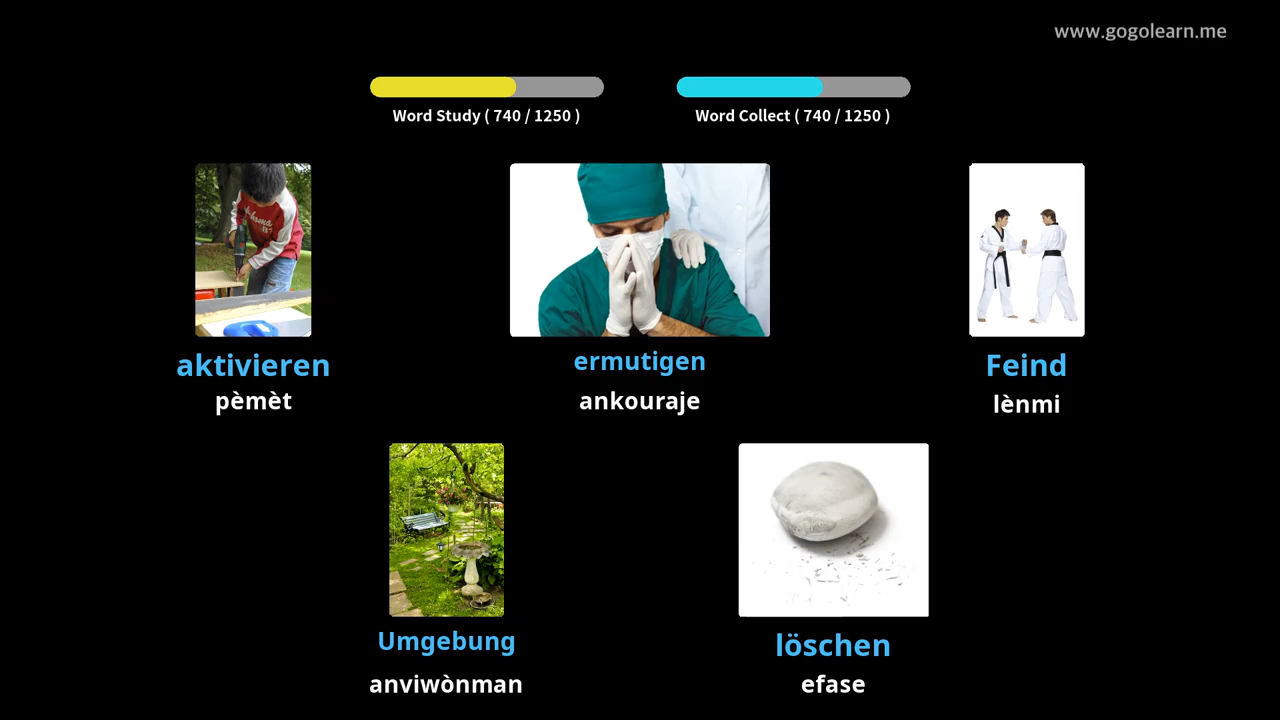 www.gogolearn.me
Word Study ( 740 / 1250 )
Word Collect ( 740 / 1250 )
aktivieren
pèmèt
ermutigen
ankouraje
Feind
lènmi
Umgebung
anviwònman
löschen
efase